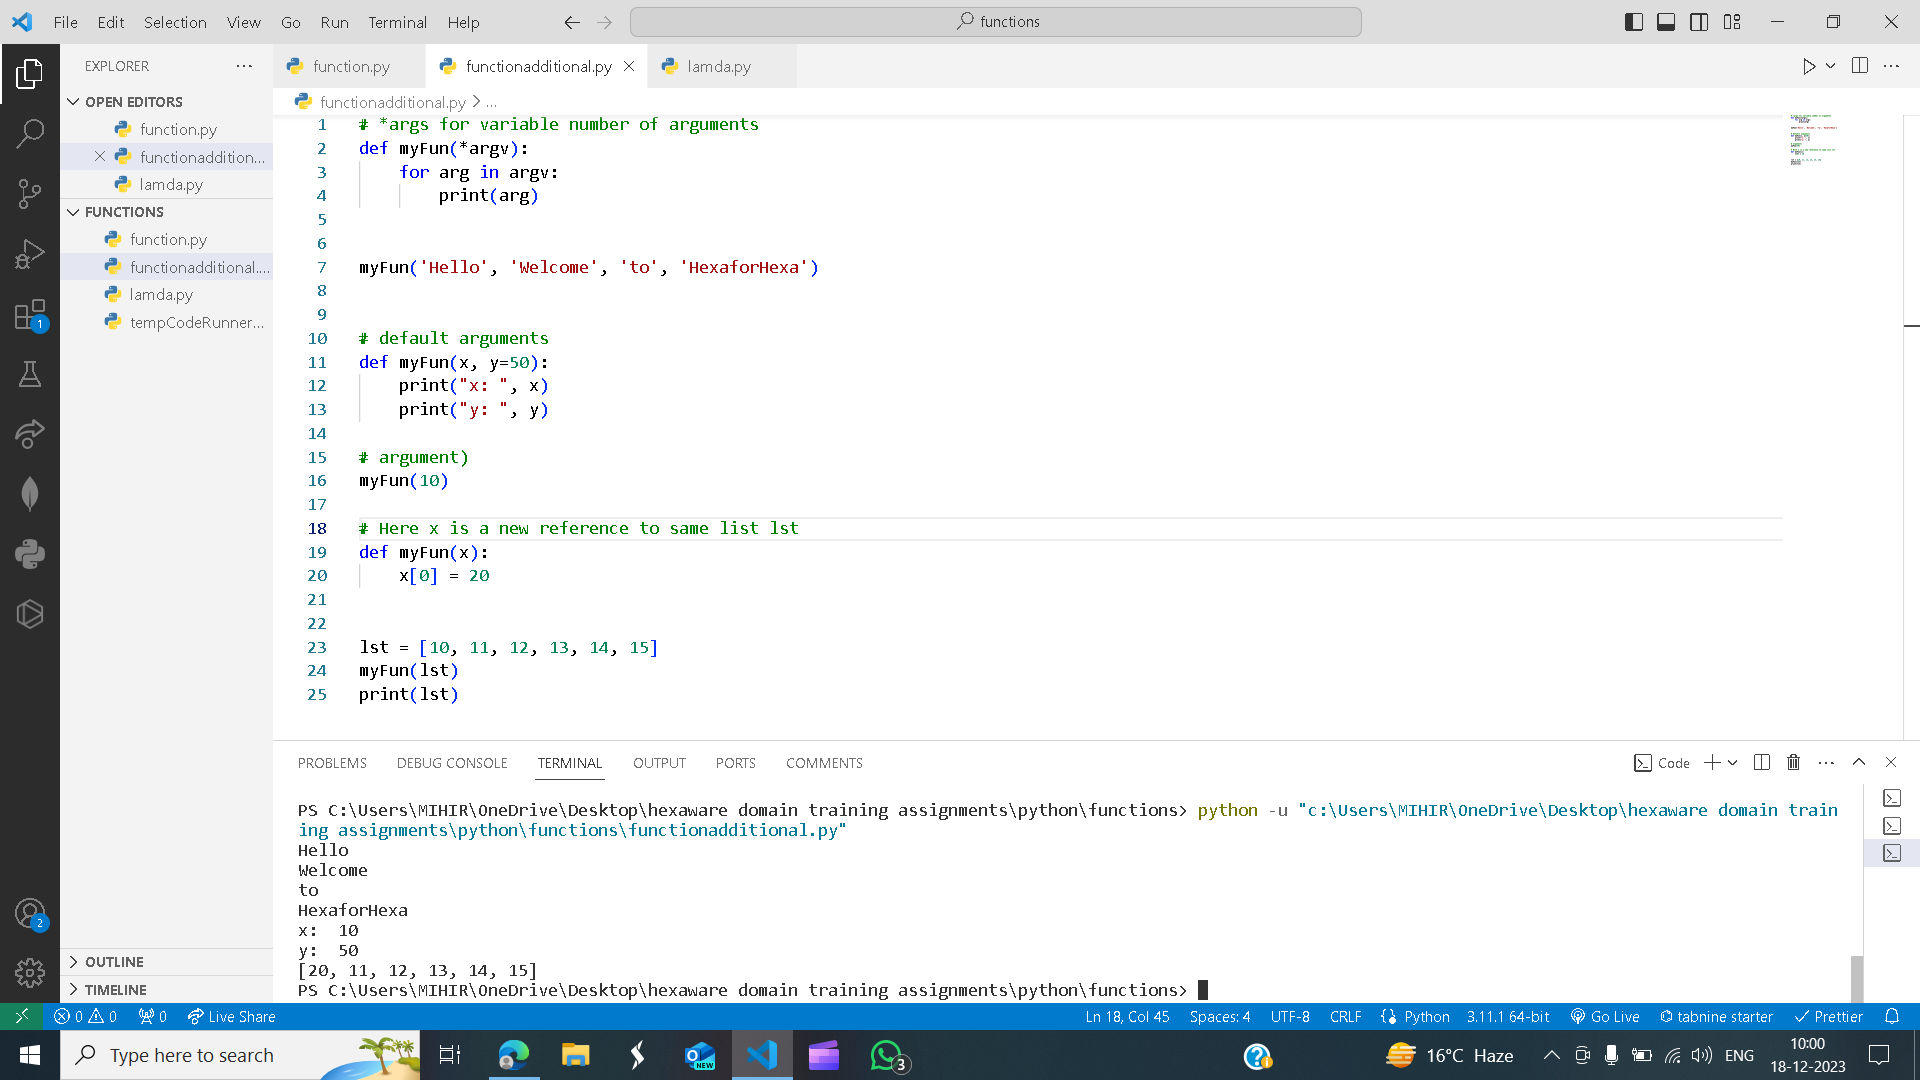 File Edit Selection View Go Run Terminal Help
functions
EXPLORER
OPEN EDITORS
function.py
functionaddition...
lamda.py
FUNCTIONS
function.py
functionadditional....
lamda.py
tempCodeRunner...
OUTLINE
TIMELINE
1
2
function.py functionadditional.py lamda.py
functionadditional.py > ...
1 # *args for variable number of arguments
2 def myFun(*argv):
3     for arg in argv:
4         print(arg)
5
6
7 myFun('Hello', 'Welcome', 'to', 'HexaforHexa')
8
9
10 # default arguments
11 def myFun(x, y=50):
12     print("x: ", x)
13     print("y: ", y)
14
15 # argument)
16 myFun(10)
17
18 # Here x is a new reference to same list lst
19 def myFun(x):
20     x[0] = 20
21
22
23 lst = [10, 11, 12, 13, 14, 15]
24 myFun(lst)
25 print(lst)
PROBLEMS DEBUG CONSOLE TERMINAL OUTPUT PORTS COMMENTS
Code
PS C:\Users\MIHIR\OneDrive\Desktop\hexaware domain training assignments\python\functions> python -u "c:\Users\MIHIR\OneDrive\Desktop\hexaware domain train
ing assignments\python\functions\functionadditional.py"
Hello
Welcome
to
HexaforHexa
x:  10
y:  50
[20, 11, 12, 13, 14, 15]
PS C:\Users\MIHIR\OneDrive\Desktop\hexaware domain training assignments\python\functions>
0 0 0 Live Share Ln 18, Col 45 Spaces: 4 UTF-8 CRLF Python 3.11.1 64-bit Go Live tabnine starter Prettier
Type here to search
NEW
3
16°C Haze
ENG
10:00
18-12-2023